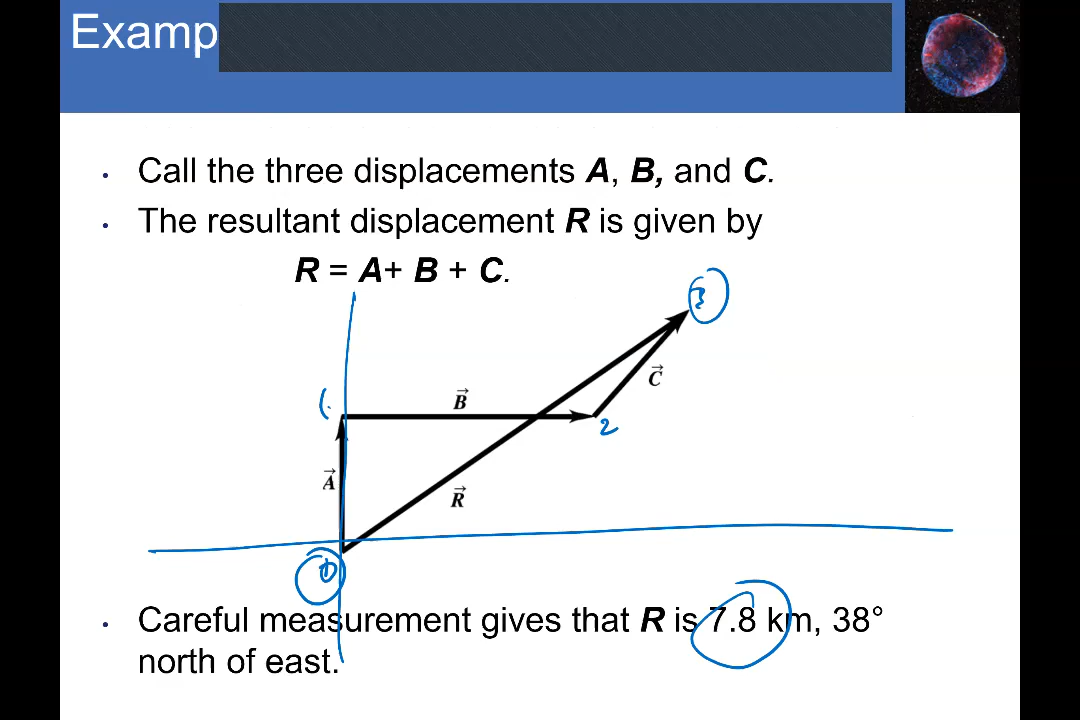 Examp
• Call the three displacements A, B, and C.
• The resultant displacement R is given by
R = A+ B + C.
3
C
B
1
2
A
R
• Careful measurement gives that R is 7.8 km, 38°
north of east.